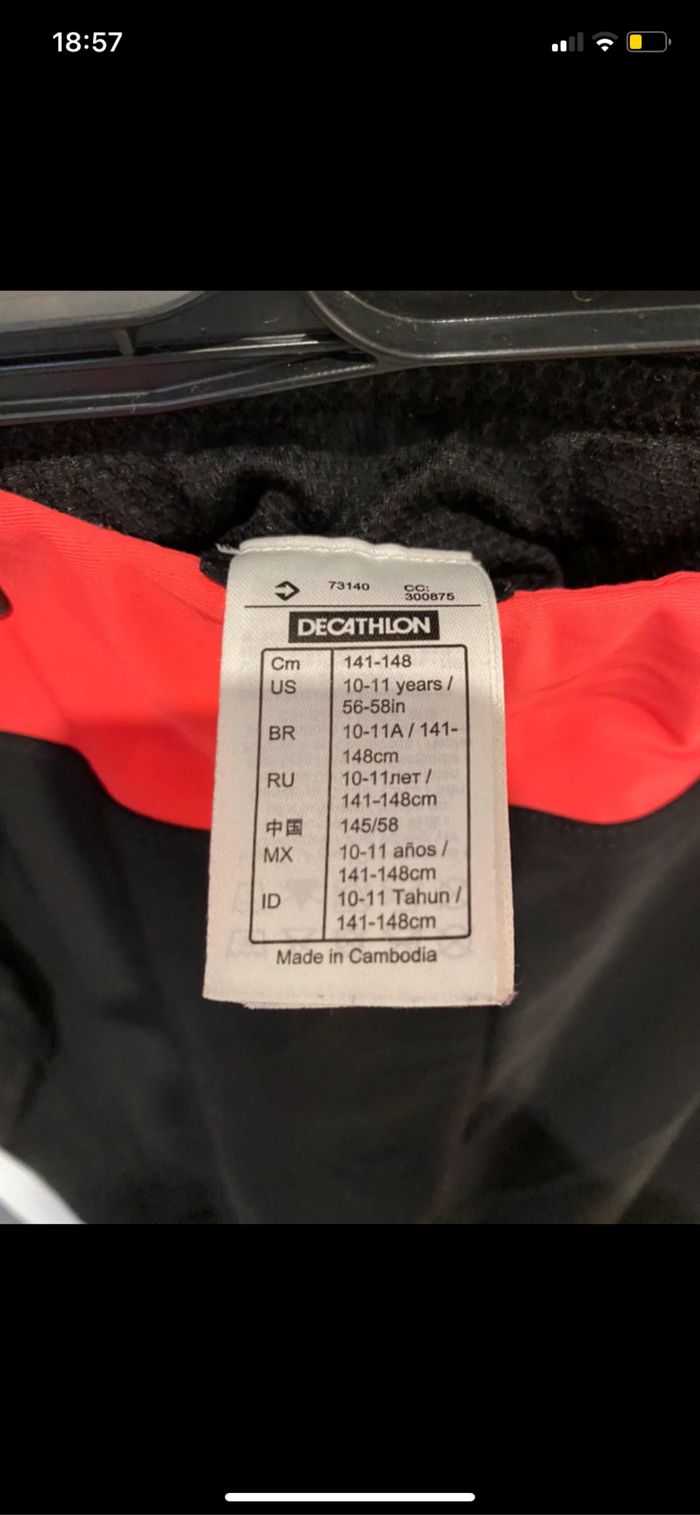 18:57
73140 CC:
300875
DECATHLON
Cm 141-148
US 10-11 years /
56-58in
BR 10-11A / 141-
148cm
RU 10-11лет /
141-148cm
中国 145/58
MX 10-11 años /
141-148cm
ID 10-11 Tahun /
141-148cm
Made in Cambodia